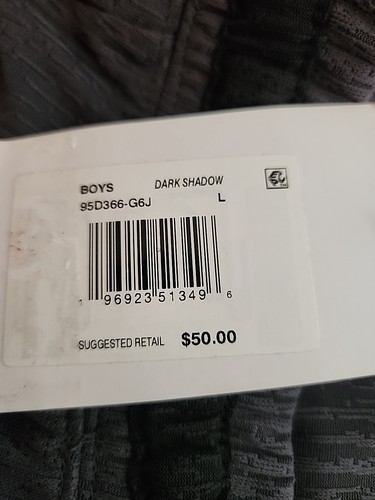 BOYS DARK SHADOW
95D366-G6J L
1 96923 51349 6
SUGGESTED RETAIL $50.00